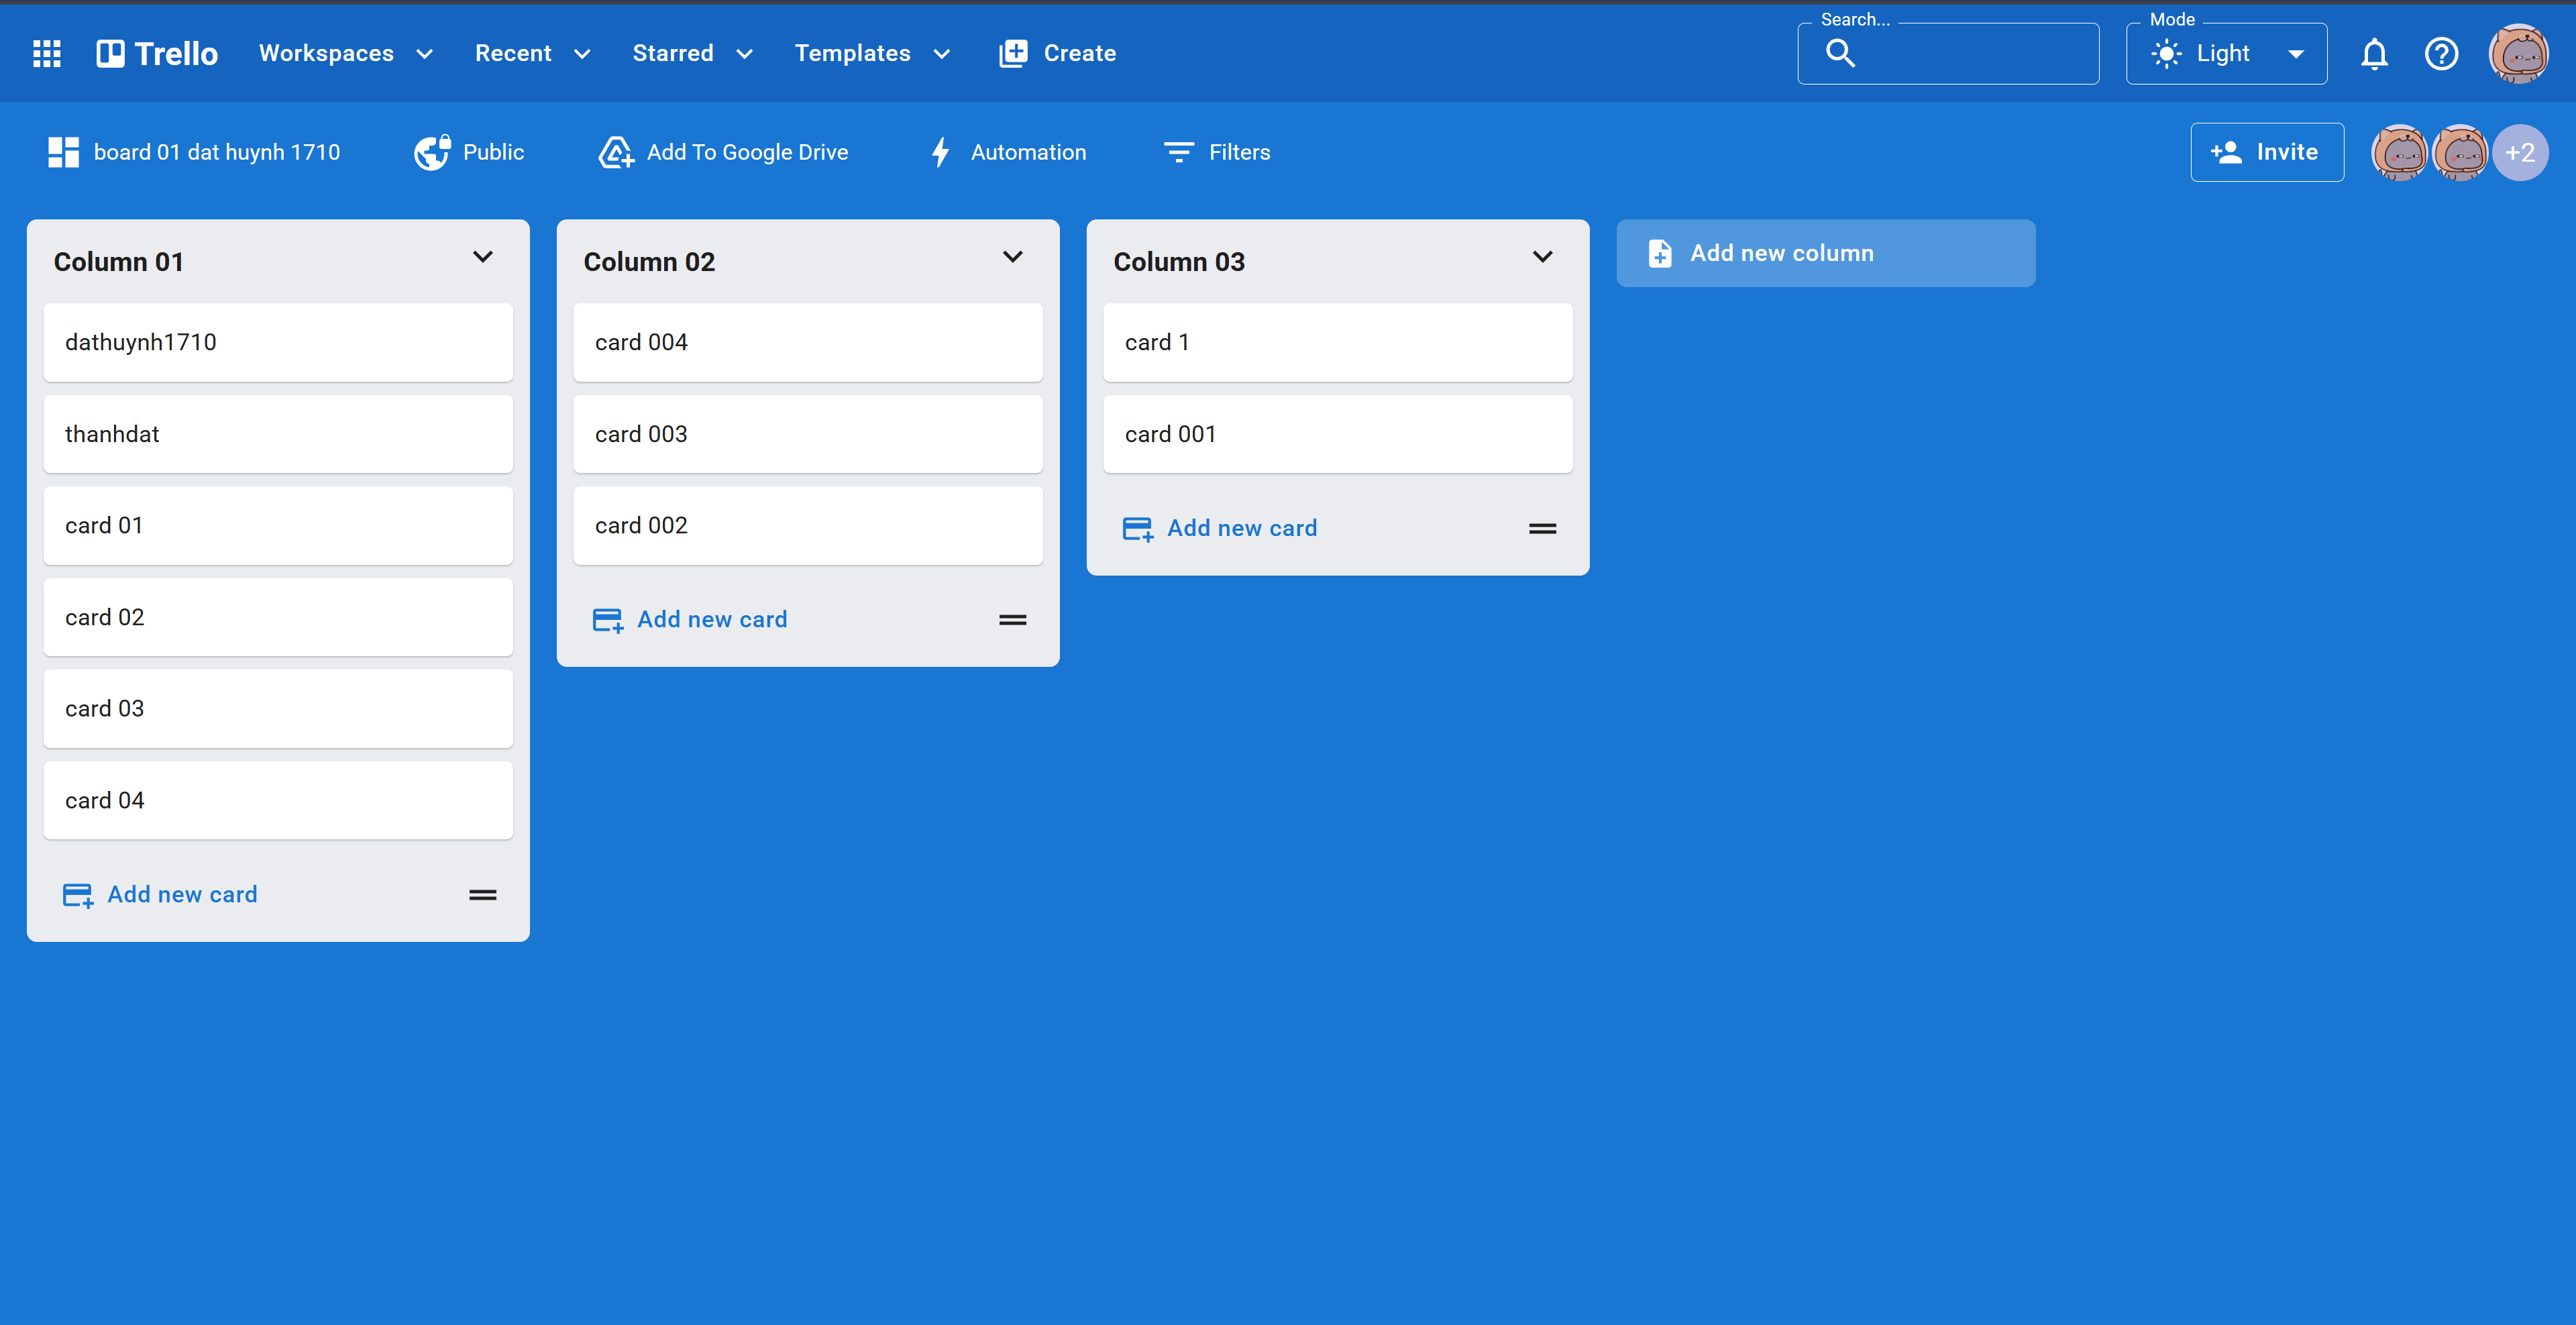 Trello Workspaces Recent Starred Templates Create Search... Mode Light
board 01 dat huynh 1710 Public Add To Google Drive Automation Filters Invite +2
Column 01
dathuynh1710
thanhdat
card 01
card 02
card 03
card 04
Add new card
Column 02
card 004
card 003
card 002
Add new card
Column 03
card 1
card 001
Add new card
Add new column